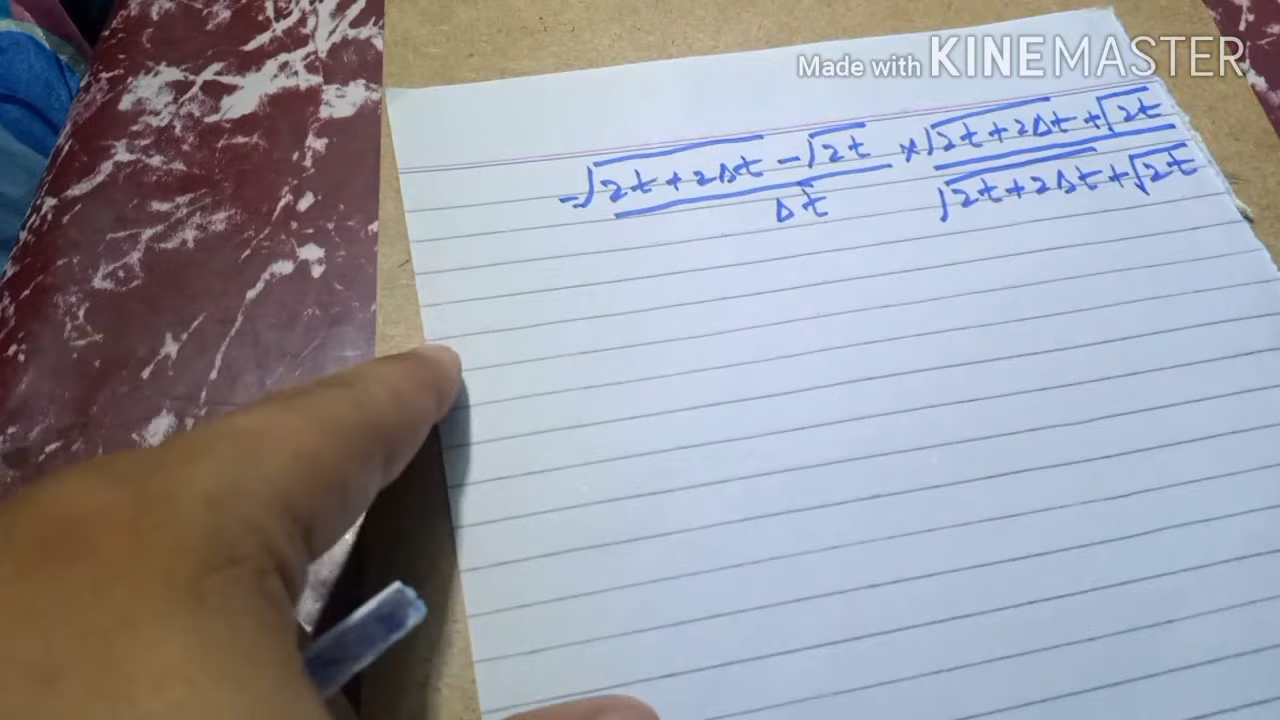 Made with KINEMASTER
= √2t + 2Δt - √2t / Δt × √2t + 2Δt + √2t / √2t + 2Δt + √2t